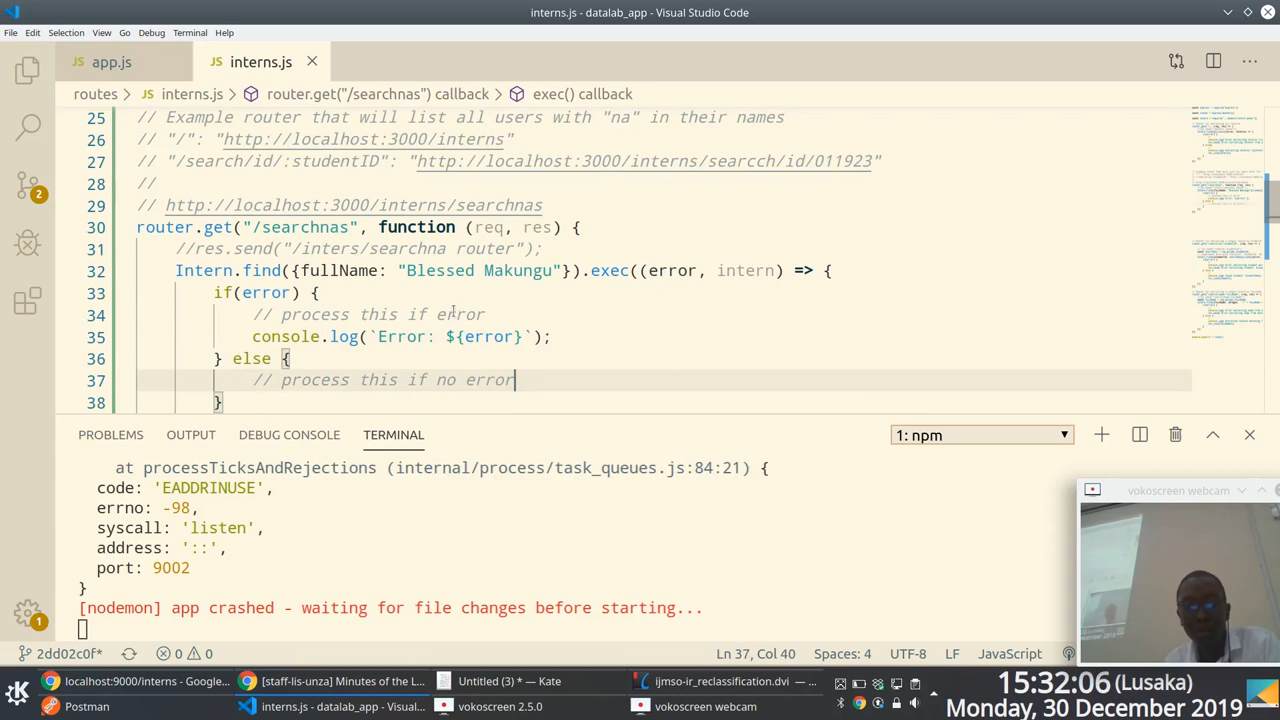 interns.js - datalab_app - Visual Studio Code
File Edit Selection View Go Debug Terminal Help
JS app.js JS interns.js
routes > JS interns.js > router.get("/searchnas") callback > exec() callback
25 // Example router that will list all interns with "na" in their names
26 // "/": "http://localhost:3000/interns
27 // "/search/id/:studentID": "http://localhost:3000/interns/searcchna/011923"
28 //
29 // http://localhost:3000/interns/searchnas
30 router.get("/searchnas", function (req, res) {
31 //res.send("/inters/searchna router");
32 Intern.find({fullName: "Blessed Makungu"}).exec((error, intern) => {
33 if(error) {
34 // process this if error
35 console.log(`Error: ${error}`);
36 } else {
37 // process this if no error
38 }
PROBLEMS OUTPUT DEBUG CONSOLE TERMINAL 1: npm
at processTicksAndRejections (internal/process/task_queues.js:84:21) {
code: 'EADDRINUSE',
errno: -98,
syscall: 'listen',
address: '::',
port: 9002
}
[nodemon] app crashed - waiting for file changes before starting...
vokoscreen webcam
2
1
2dd02c0f* 0 0 Ln 37, Col 40 Spaces: 4 UTF-8 LF JavaScript
localhost:9000/interns - Google... [staff-lis-unza] Minutes of the L... Untitled (3) * — Kate ijmso-ir_reclassification.dvi — ...
Postman interns.js - datalab_app - Visual... vokoscreen 2.5.0 vokoscreen webcam
15:32:06 (Lusaka)
Monday, 30 December 2019